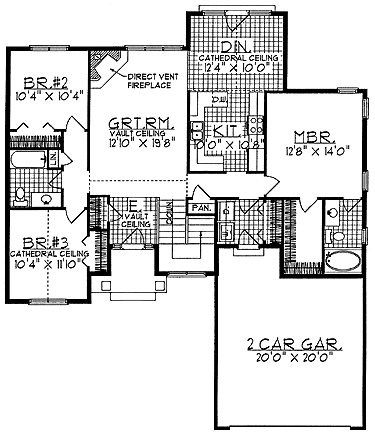 DIN.
CATHEDRAL CEILING
12'4" x 10'0"
BR.#2
10'4" x 10'4"
DIRECT VENT
FIREPLACE
GRT.RM.
VAULT CEILING
12'10" x 19'8"
D.W.
KIT.
10'0" x 10'8"
MBR.
12'8" x 14'0"
LIN.
PAN.
DOWN
E.
VAULT
CEILING
BR.#3
CATHEDRAL CEILING
10'4" x 11'10"
2 CAR GAR.
20'0" x 20'0"